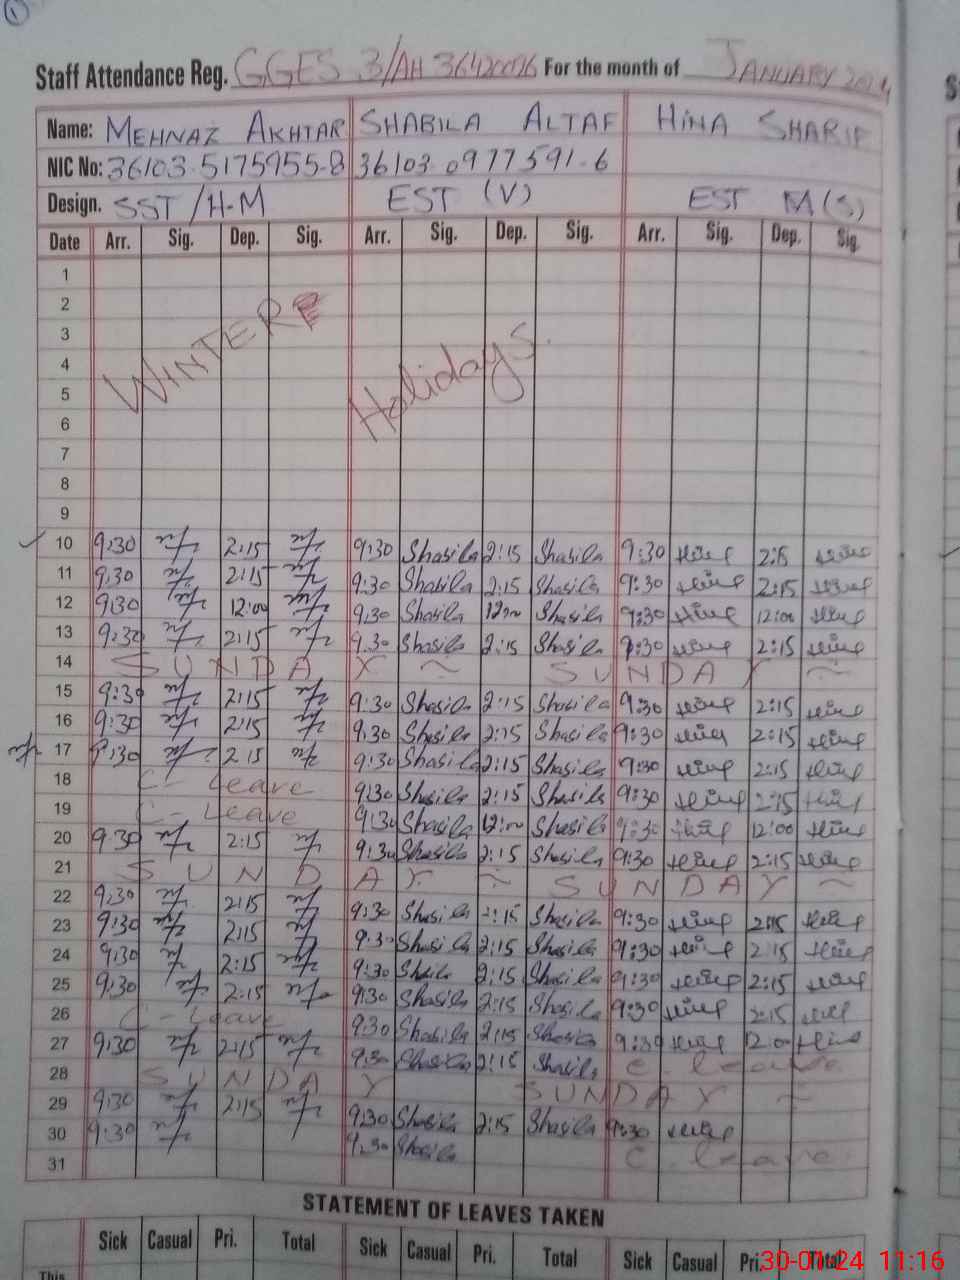 1
Staff Attendance Reg. GGES 3/AH 36420026 For the month of JANUARY 2024
Name: MEHNAZ AKHTAR SHABILA ALTAF HINA SHARIF
NIC No: 36103-5175955-8 36103-0977591-6
Design. SST /H-M EST (V) EST M(S)
Date Arr. Sig. Dep. Sig. Arr. Sig. Dep. Sig. Arr. Sig. Dep. Sig.
1
2
3
4
5
6
7
8
9
WINTER Holidays.
10 9:30 2:15 9:30 Shabila 2:15 Shabila 9:30 2:15
11 9:30 2:15 9:30 Shabila 2:15 Shabila 9:30 2:15
12 9:30 12:00 9:30 Shabila 12:00 Shabila 9:30 12:00
13 9:30 2:15 9:30 Shabila 2:15 Shabila 9:30 2:15
14 SUNDAY ~ SUNDAY ~
15 9:30 2:15 9:30 Shabila 2:15 Shabila 9:30 2:15
16 9:30 2:15 9:30 Shabila 2:15 Shabila 9:30 2:15
17 9:30 2:15 9:30 Shabila 2:15 Shabila 9:30 2:15
18 C-Leave 9:30 Shabila 2:15 Shabila 9:30 2:15
19 C-Leave 9:30 Shabila 12:00 Shabila 9:30 12:00
20 9:30 2:15 9:30 Shabila 2:15 Shabila 9:30 2:15
21 SUNDAY ~ SUNDAY ~
22 9:30 2:15 9:30 Shabila 2:15 Shabila 9:30 2:15
23 9:30 2:15 9:30 Shabila 2:15 Shabila 9:30 2:15
24 9:30 2:15 9:30 Shabila 2:15 Shabila 9:30 2:15
25 9:30 2:15 9:30 Shabila 2:15 Shabila 9:30 2:15
26 C-Leave 9:30 Shabila 2:15 Shabila 9:30 12:00
27 9:30 2:15 9:30 Shabila 2:15 Shabila C. leave
28 SUNDAY SUNDAY ~
29 9:30 2:15 9:30 Shabila 2:15 Shabila 9:30
30 9:30 9:30 Shabila C. leave
31
STATEMENT OF LEAVES TAKEN
Sick Casual Pri. Total Sick Casual Pri. Total Sick Casual Pri. Total
This
30-01-24 11:16